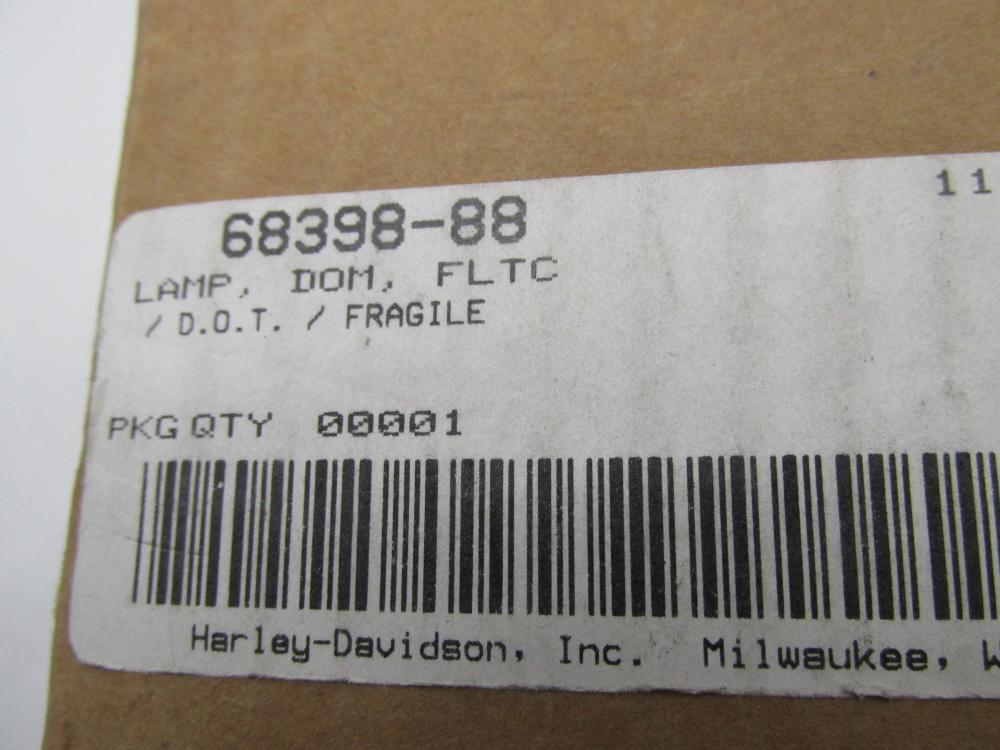 11
68398-88
LAMP, DOM, FLTC
/ D.O.T. / FRAGILE
PKG QTY 00001
Harley-Davidson, Inc. Milwaukee, W